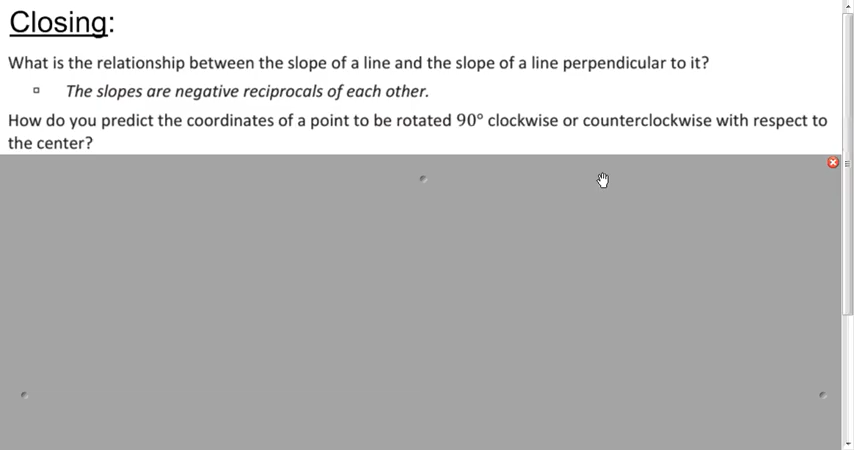 Closing:
What is the relationship between the slope of a line and the slope of a line perpendicular to it?
The slopes are negative reciprocals of each other.
How do you predict the coordinates of a point to be rotated 90° clockwise or counterclockwise with respect to
the center?